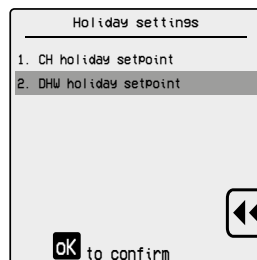 Holiday settings
1. CH holiday setpoint
2. DHW holiday setpoint
oK to confirm